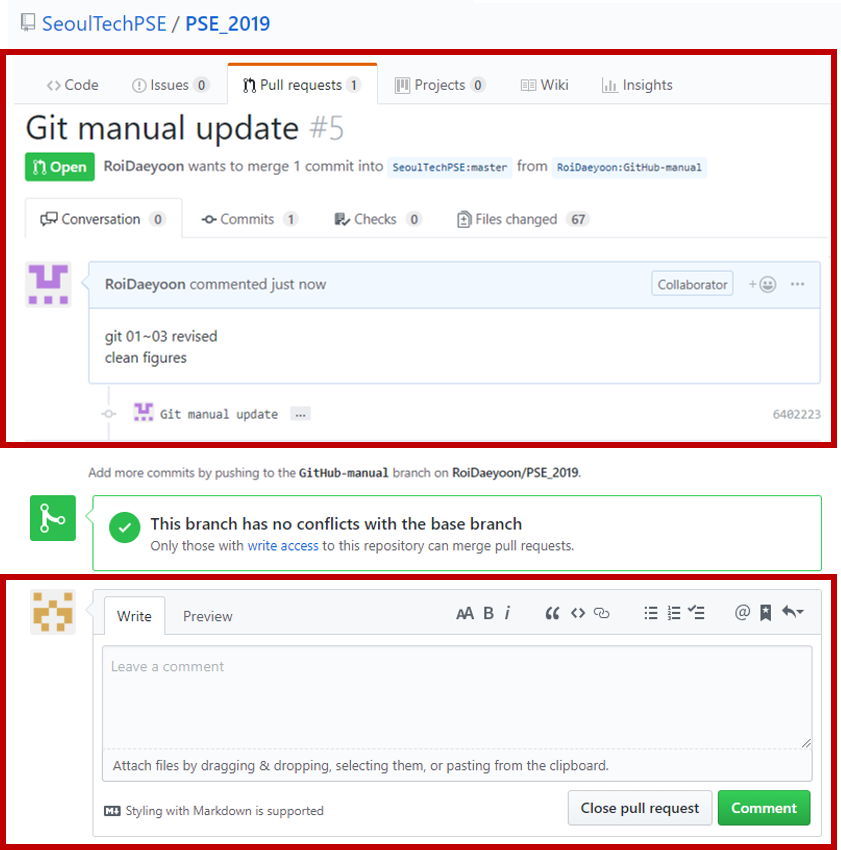 SeoulTechPSE / PSE_2019
Code Issues 0 Pull requests 1 Projects 0 Wiki Insights
Git manual update #5
Open RoiDaeyoon wants to merge 1 commit into SeoulTechPSE:master from RoiDaeyoon:GitHub-manual
Conversation 0 Commits 1 Checks 0 Files changed 67
RoiDaeyoon commented just now Collaborator + ...
git 01~03 revised
clean figures
Git manual update ... 6402223
Add more commits by pushing to the GitHub-manual branch on RoiDaeyoon/PSE_2019.
This branch has no conflicts with the base branch
Only those with write access to this repository can merge pull requests.
Write Preview AA B i “ <> @
Leave a comment
Attach files by dragging & dropping, selecting them, or pasting from the clipboard.
Styling with Markdown is supported Close pull request Comment